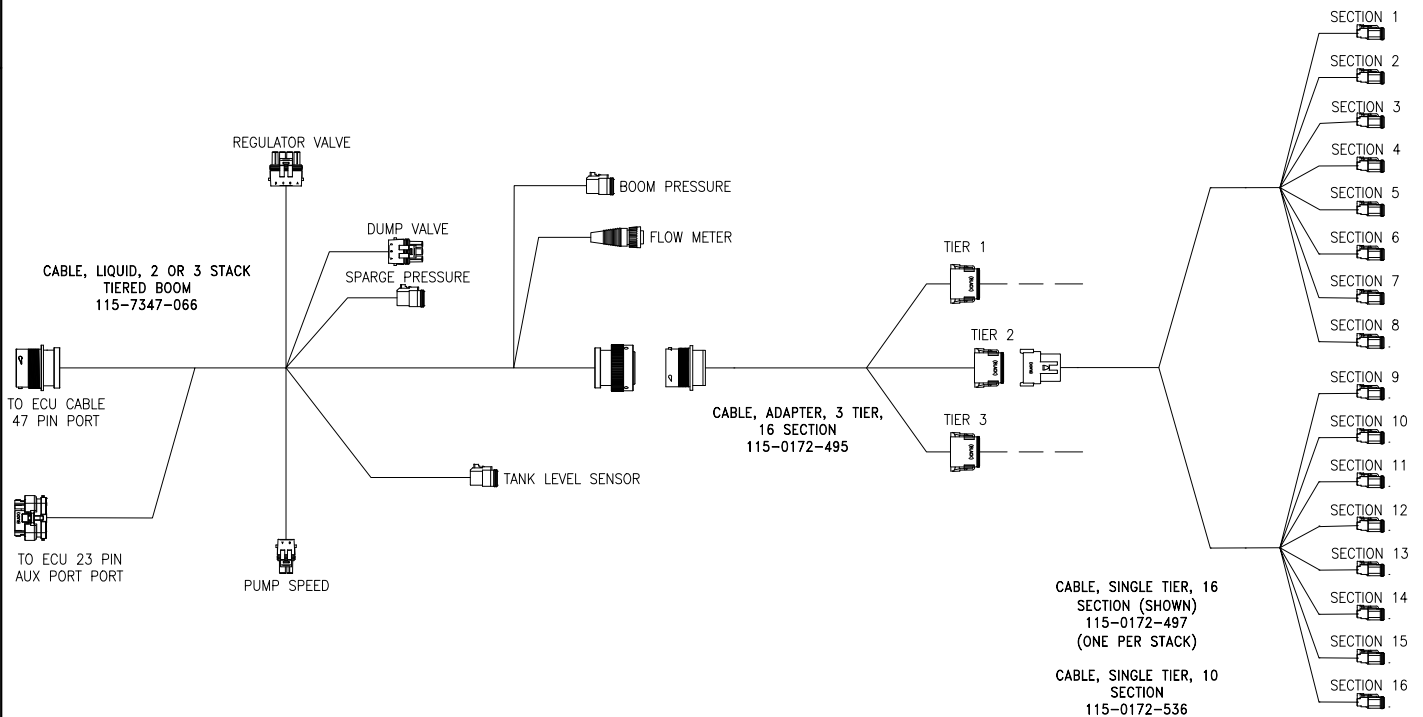 REGULATOR VALVE
DUMP VALVE
SPARGE PRESSURE
CABLE, LIQUID, 2 OR 3 STACK
TIERED BOOM
115-7347-066
TO ECU CABLE
47 PIN PORT
TO ECU 23 PIN
AUX PORT PORT
PUMP SPEED
TANK LEVEL SENSOR
BOOM PRESSURE
FLOW METER
CABLE, ADAPTER, 3 TIER,
16 SECTION
115-0172-495
TIER 1
TIER 2
TIER 3
CABLE, SINGLE TIER, 16
SECTION (SHOWN)
115-0172-497
(ONE PER STACK)
CABLE, SINGLE TIER, 10
SECTION
115-0172-536
SECTION 1
SECTION 2
SECTION 3
SECTION 4
SECTION 5
SECTION 6
SECTION 7
SECTION 8
SECTION 9
SECTION 10
SECTION 11
SECTION 12
SECTION 13
SECTION 14
SECTION 15
SECTION 16